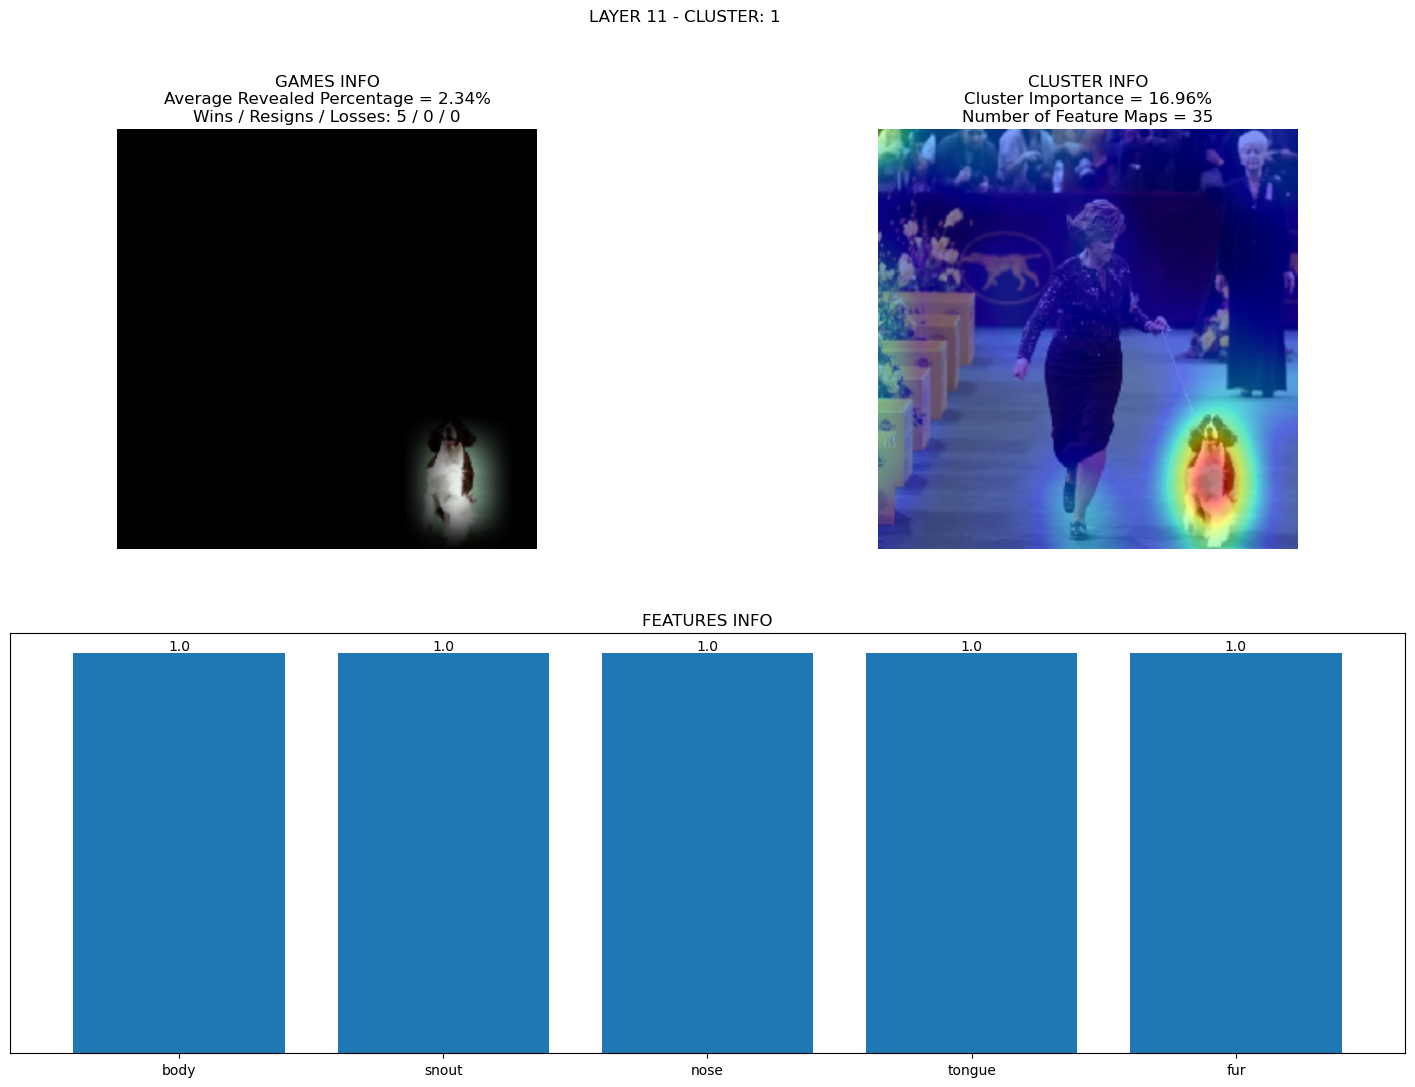 LAYER 11 - CLUSTER: 1
GAMES INFO
Average Revealed Percentage = 2.34%
Wins / Resigns / Losses: 5 / 0 / 0
CLUSTER INFO
Cluster Importance = 16.96%
Number of Feature Maps = 35
FEATURES INFO
1.0 1.0 1.0 1.0 1.0
body snout nose tongue fur